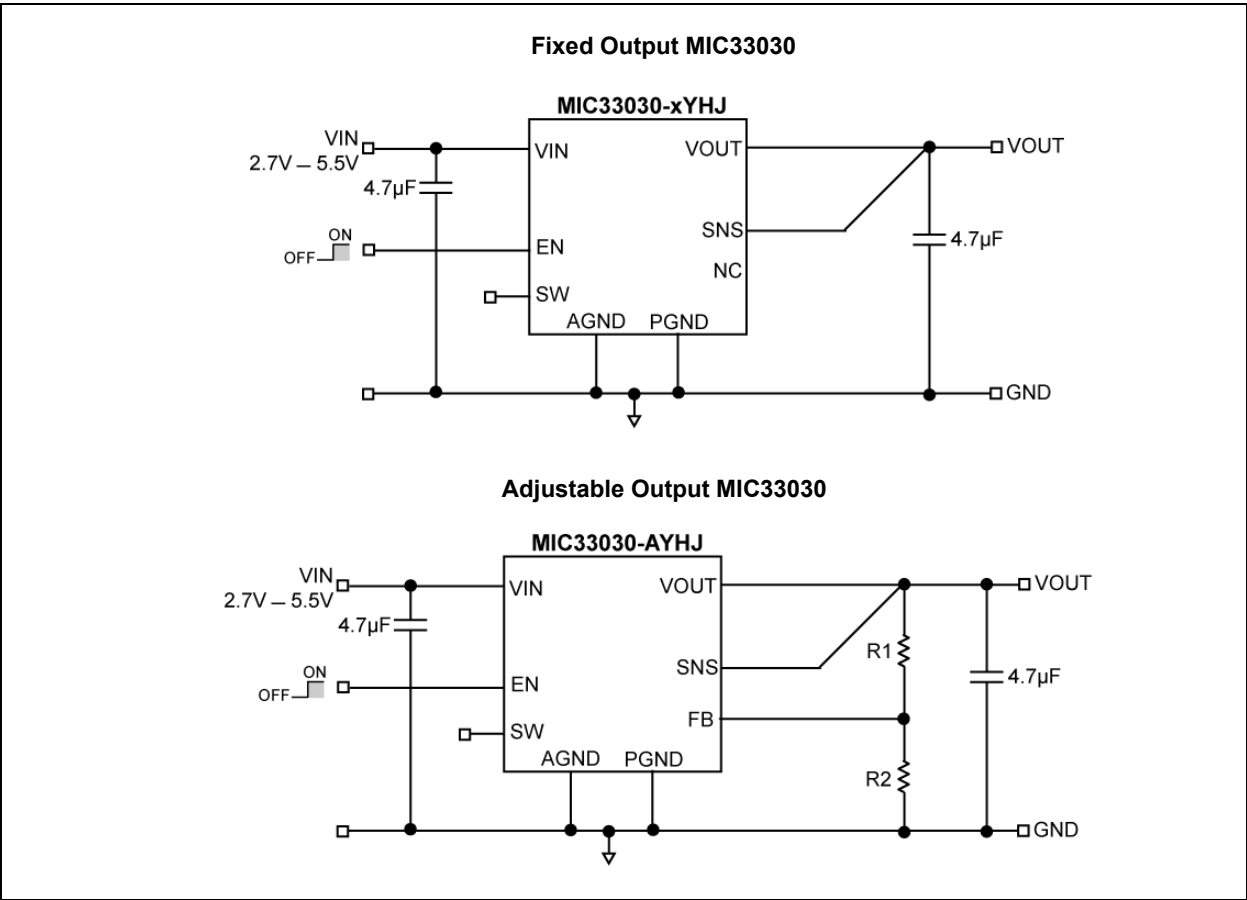 Fixed Output MIC33030
MIC33030-xYHJ
VIN
2.7V – 5.5V
4.7µF
ON
OFF
VIN
EN
SW
AGND PGND
VOUT
SNS
NC
VOUT
4.7µF
GND
Adjustable Output MIC33030
MIC33030-AYHJ
VIN
2.7V – 5.5V
4.7µF
ON
OFF
VIN
EN
SW
AGND PGND
VOUT
SNS
FB
R1
R2
VOUT
4.7µF
GND